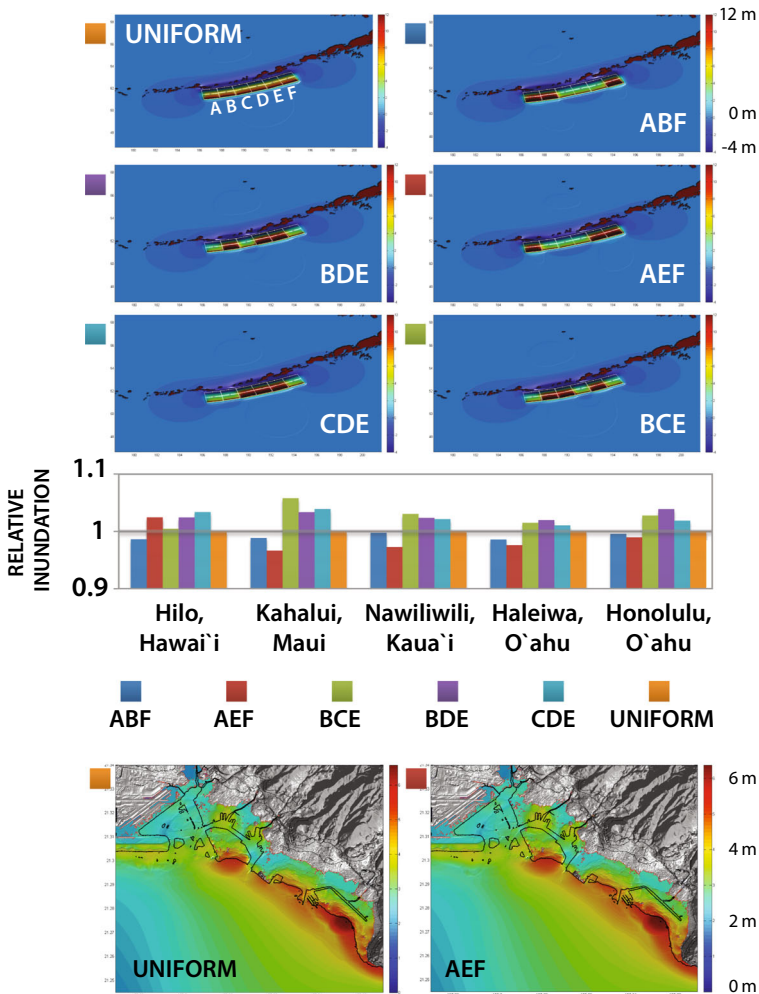 UNIFORM
A B C D E F
12 m
0 m
-4 m
ABF
BDE
AEF
CDE
BCE
RELATIVE
INUNDATION
1.1
1
0.9
Hilo,
Hawai`i
Kahalui,
Maui
Nawiliwili,
Kaua`i
Haleiwa,
O`ahu
Honolulu,
O`ahu
ABF
AEF
BCE
BDE
CDE
UNIFORM
UNIFORM
AEF
6 m
4 m
2 m
0 m